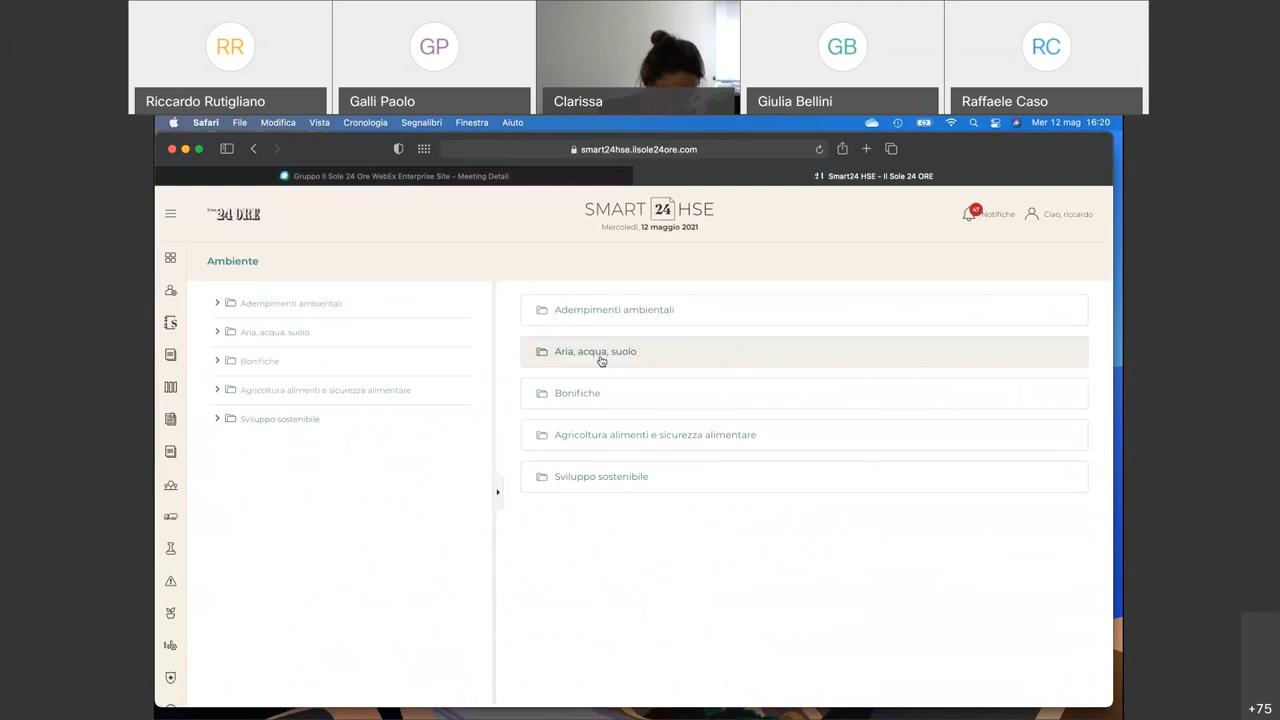 RR
GP
GB
RC
Riccardo Rutigliano
Galli Paolo
Clarissa
Giulia Bellini
Raffaele Caso
Safari File Modifica Vista Cronologia Segnalibri Finestra Aiuto Mer 12 mag 16:20
smart24hse.ilsole24ore.com
Gruppo Il Sole 24 Ore WebEx Enterprise Site – Meeting Detail
Smart24 HSE - Il Sole 24 ORE
24 ORE
SMART 24 HSE
Mercoledì, 12 maggio 2021
47
Notifiche
Ciao, riccardo
Ambiente
Adempimenti ambientali
Aria, acqua, suolo
Bonifiche
Agricoltura alimenti e sicurezza alimentare
Sviluppo sostenibile
Adempimenti ambientali
Aria, acqua, suolo
Bonifiche
Agricoltura alimenti e sicurezza alimentare
Sviluppo sostenibile
+75